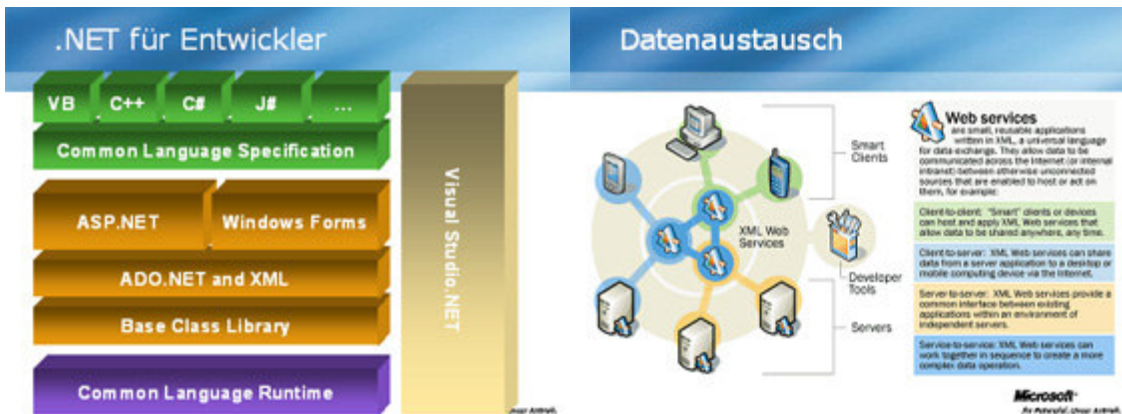 .NET für Entwickler
VB C++ C# J# ...
Common Language Specification
ASP.NET Windows Forms
ADO.NET and XML
Base Class Library
Common Language Runtime
Visual Studio.NET
Datenaustausch
Smart
Clients
XML Web
Services
Developer
Tools
Servers
Web services
are small, reusable applications
written in XML, a universal language
for data exchange. They allow data to be
communicated across the Internet (or internal
intranet) between otherwise unconnected
sources that are enabled to host or act on
them, for example:
Client-to-client: "Smart" clients or devices
can host and apply XML Web services that
allow data to be shared anywhere, any time.
Client-to-server: XML Web services can share
data from a server application to a desktop or
mobile computing device via the Internet.
Server-to-server: XML Web services provide a
common interface between existing
applications within an environment of
independent servers.
Service-to-service: XML Web services can
work together in sequence to create a more
complex data operation.
Microsoft
Ihr Potenzial. Unser Antrieb.